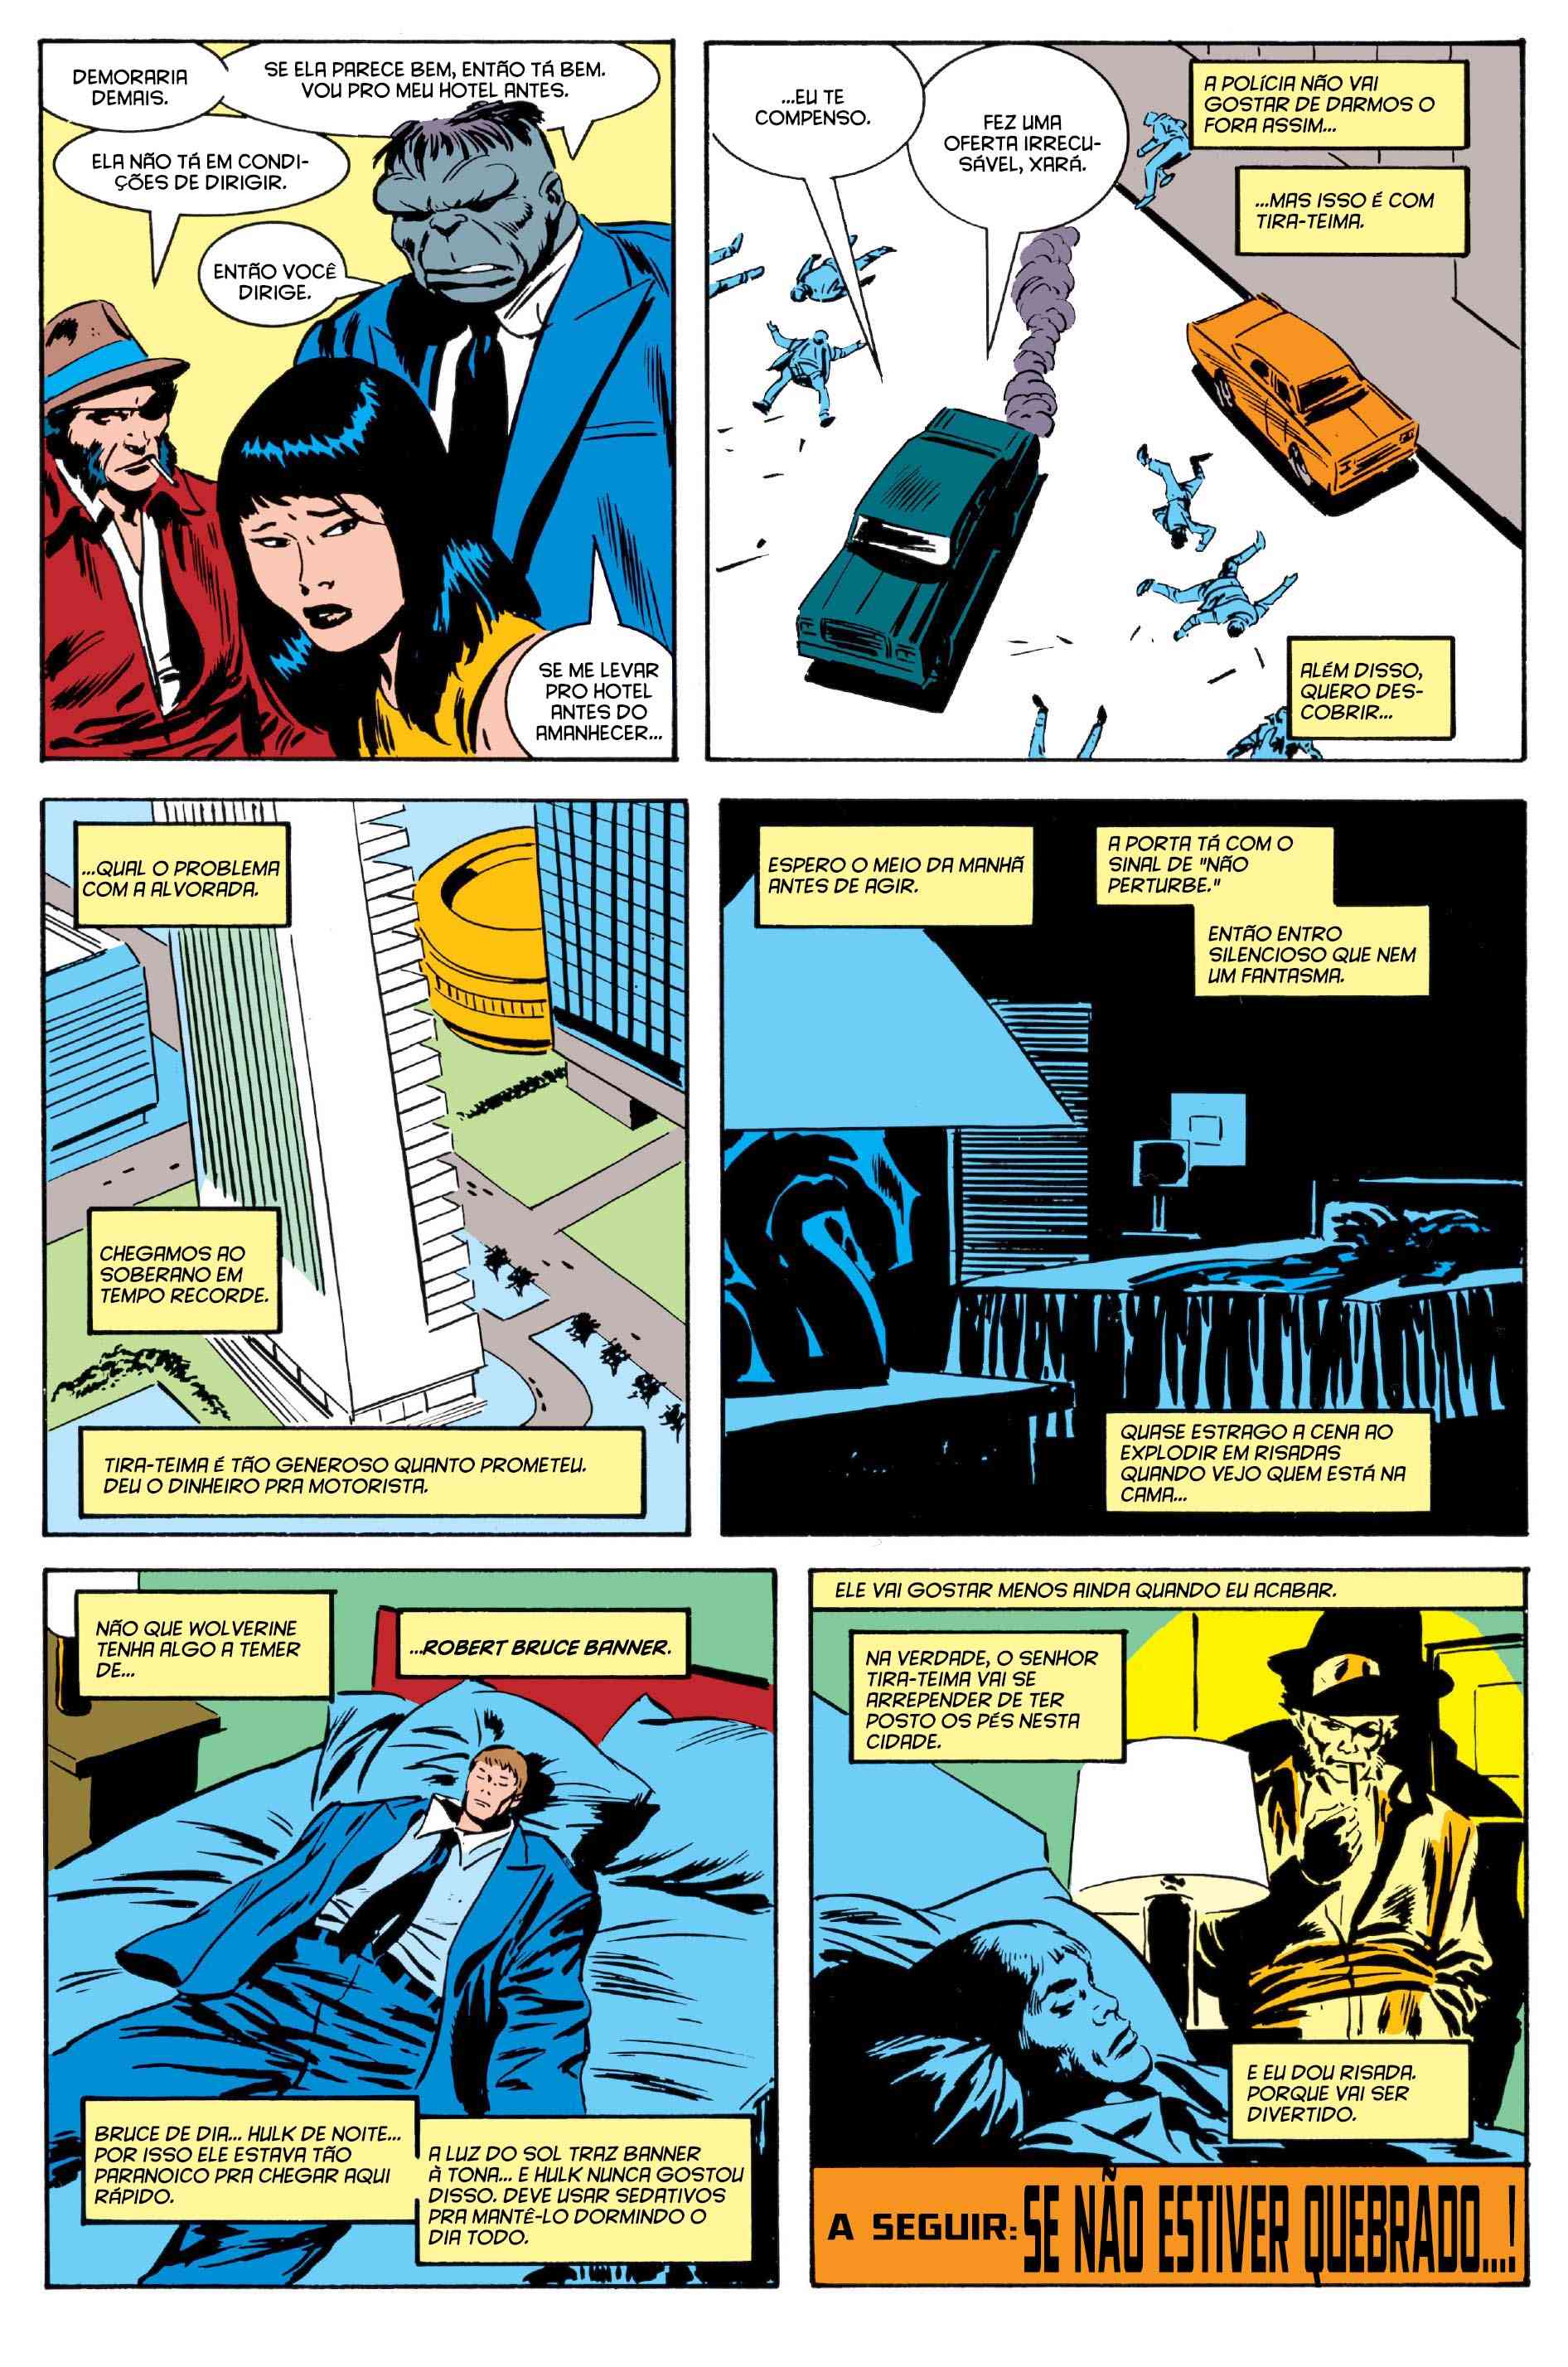 DEMORARIA
DEMAIS.
SE ELA PARECE BEM, ENTÃO TÁ BEM.
VOU PRO MEU HOTEL ANTES.
ELA NÃO TÁ EM CONDI-
ÇÕES DE DIRIGIR.
ENTÃO VOCÊ
DIRIGE.
SE ME LEVAR
PRO HOTEL
ANTES DO
AMANHECER...
...EU TE
COMPENSO.
FEZ UMA
OFERTA IRRECU-
SÁVEL, XARÁ.
A POLÍCIA NÃO VAI
GOSTAR DE DARMOS O
FORA ASSIM...
...MAS ISSO É COM
TIRA-TEIMA.
ALÉM DISSO,
QUERO DES-
COBRIR...
...QUAL O PROBLEMA
COM A ALVORADA.
CHEGAMOS AO
SOBERANO EM
TEMPO RECORDE.
TIRA-TEIMA É TÃO GENEROSO QUANTO PROMETEU.
DEU O DINHEIRO PRA MOTORISTA.
ESPERO O MEIO DA MANHÃ
ANTES DE AGIR.
A PORTA TÁ COM O
SINAL DE "NÃO
PERTURBE."
ENTÃO ENTRO
SILENCIOSO QUE NEM
UM FANTASMA.
QUASE ESTRAGO A CENA AO
EXPLODIR EM RISADAS
QUANDO VEJO QUEM ESTÁ NA
CAMA...
NÃO QUE WOLVERINE
TENHA ALGO A TEMER
DE...
...ROBERT BRUCE BANNER.
BRUCE DE DIA... HULK DE NOITE...
POR ISSO ELE ESTAVA TÃO
PARANOICO PRA CHEGAR AQUI
RÁPIDO.
A LUZ DO SOL TRAZ BANNER
À TONA... E HULK NUNCA GOSTOU
DISSO. DEVE USAR SEDATIVOS
PRA MANTÊ-LO DORMINDO O
DIA TODO.
ELE VAI GOSTAR MENOS AINDA QUANDO EU ACABAR.
NA VERDADE, O SENHOR
TIRA-TEIMA VAI SE
ARREPENDER DE TER
POSTO OS PÉS NESTA
CIDADE.
E EU DOU RISADA.
PORQUE VAI SER
DIVERTIDO.
A SEGUIR: SE NÃO ESTIVER QUEBRADO...!